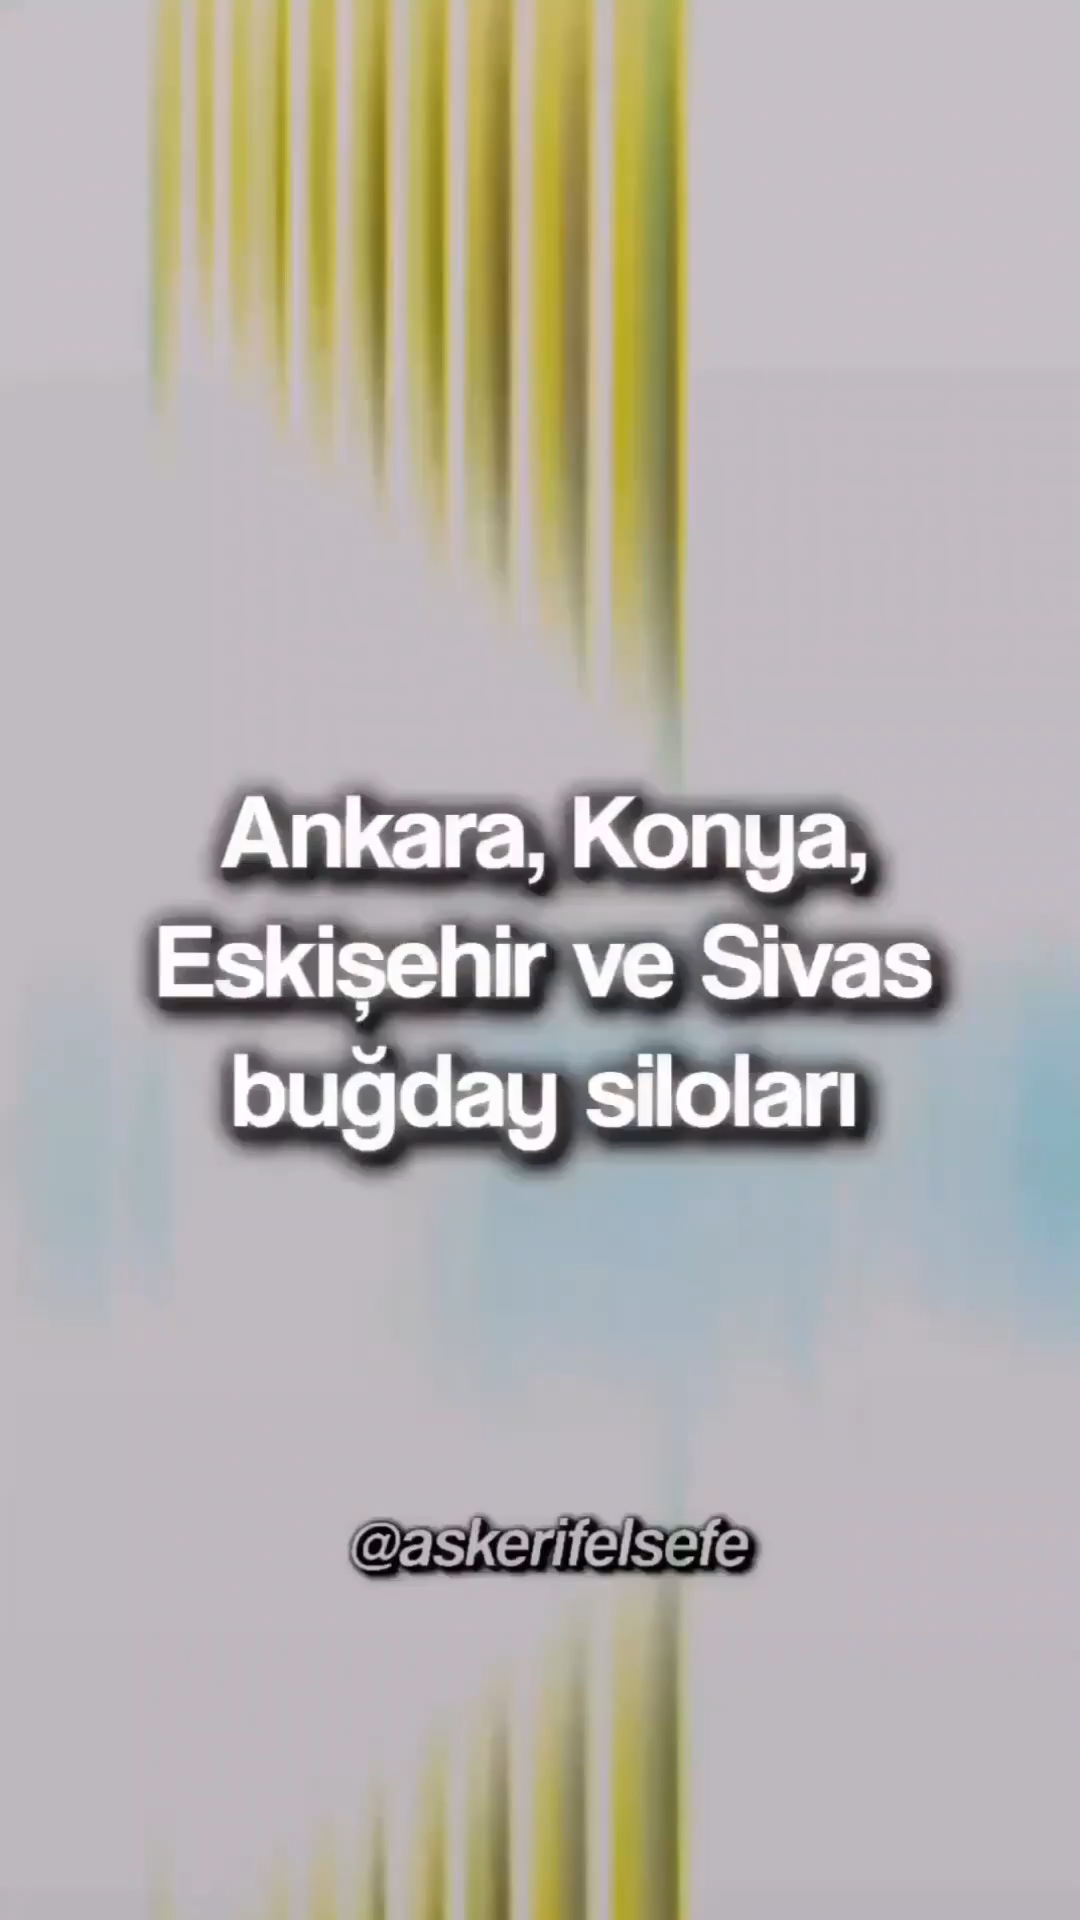 Ankara, Konya,
Eskişehir ve Sivas
buğday siloları
@askerifelsefe